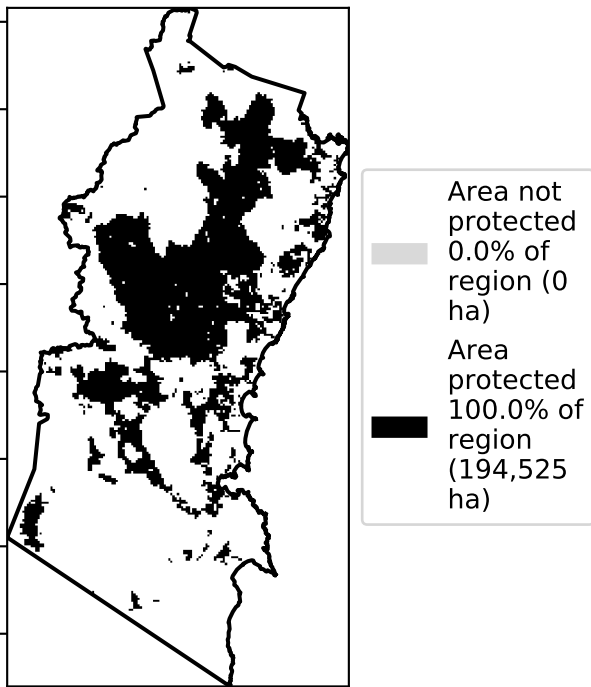 Area not
protected
0.0% of
region (0
ha)
Area
protected
100.0% of
region
(194,525
ha)